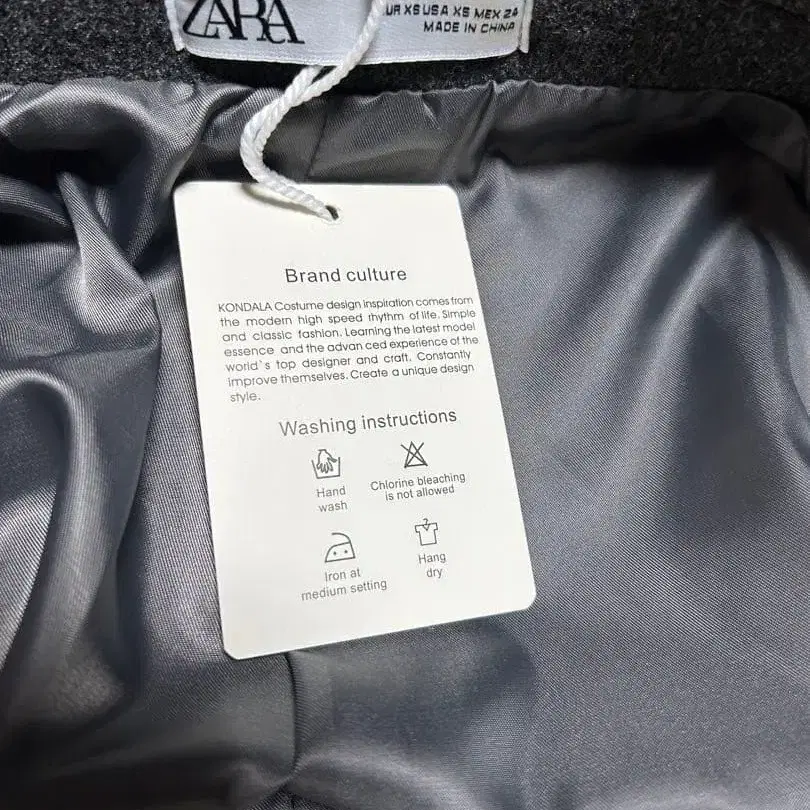 ZARA
EUR XS USA XS MEX 24
MADE IN CHINA
Brand culture
KONDALA Costume design inspiration comes from
the modern high speed rhythm of life. Simple
and classic fashion. Learning the latest model
essence and the advan ced experience of the
world`s top designer and craft. Constantly
improve themselves. Create a unique design
style.
Washing instructions
Hand
wash
Chlorine bleaching
is not allowed
Iron at
medium setting
Hang
dry